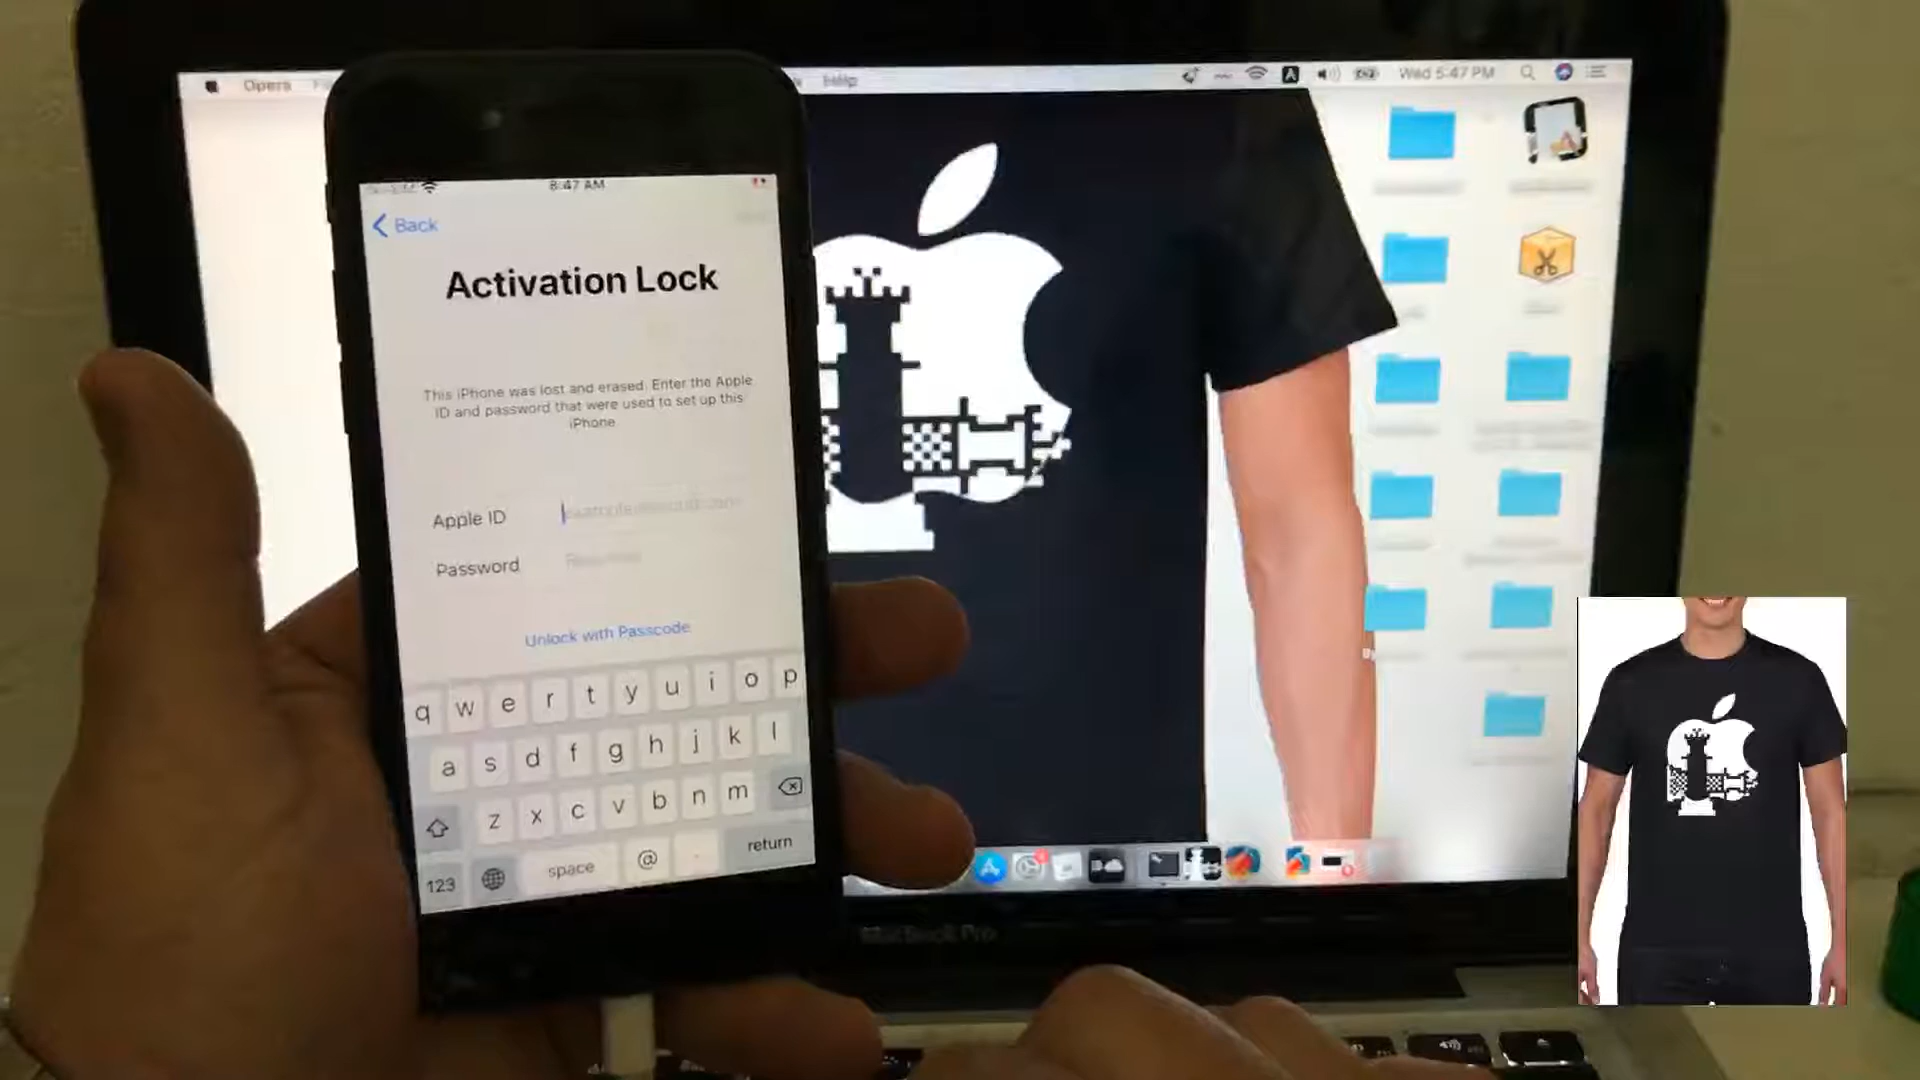 Opera
Help
Wed 5:47 PM
8:47 AM
Back
Activation Lock
This iPhone was lost and erased. Enter the Apple
ID and password that were used to set up this
iPhone
Apple ID
Password
Unlock with Passcode
q w e r t y u i o p
a s d f g h j k l
z x c v b n m
123
space
@
.
return
MacBook Pro